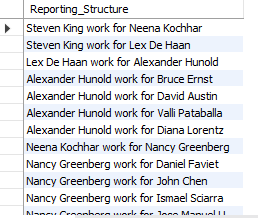 Reporting_Structure
Steven King work for Neena Kochhar
Steven King work for Lex De Haan
Lex De Haan work for Alexander Hunold
Alexander Hunold work for Bruce Ernst
Alexander Hunold work for David Austin
Alexander Hunold work for Valli Pataballa
Alexander Hunold work for Diana Lorentz
Neena Kochhar work for Nancy Greenberg
Nancy Greenberg work for Daniel Faviet
Nancy Greenberg work for John Chen
Nancy Greenberg work for Ismael Sciarra
Nancy Greenberg work for Jose Manuel U